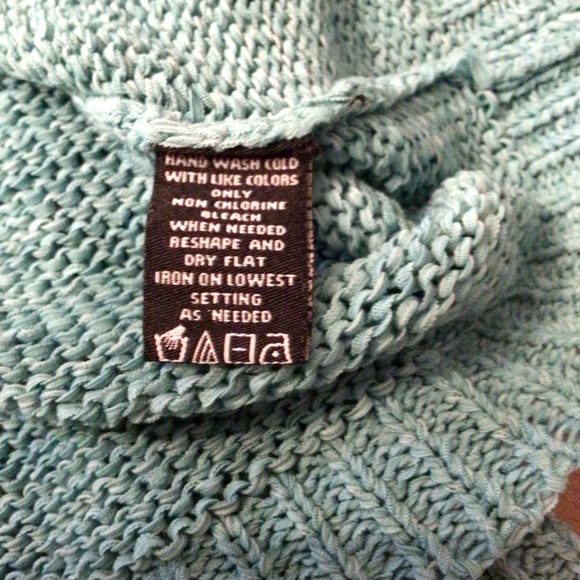 HAND WASH COLD
WITH LIKE COLORS
ONLY
NON CHLORINE
BLEACH
WHEN NEEDED
RESHAPE AND
DRY FLAT
IRON ON LOWEST
SETTING
AS NEEDED